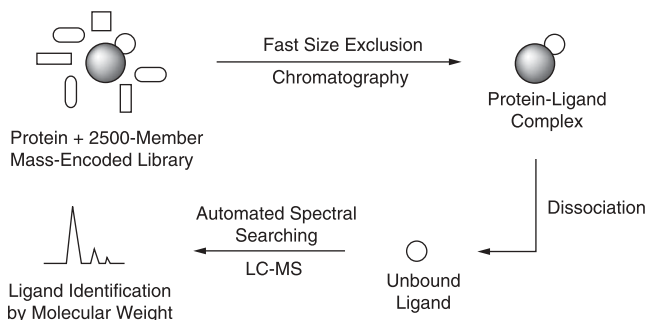 Fast Size Exclusion
Chromatography
Protein + 2500-Member
Mass-Encoded Library
Protein-Ligand
Complex
Dissociation
Automated Spectral
Searching
LC-MS
Unbound
Ligand
Ligand Identification
by Molecular Weight